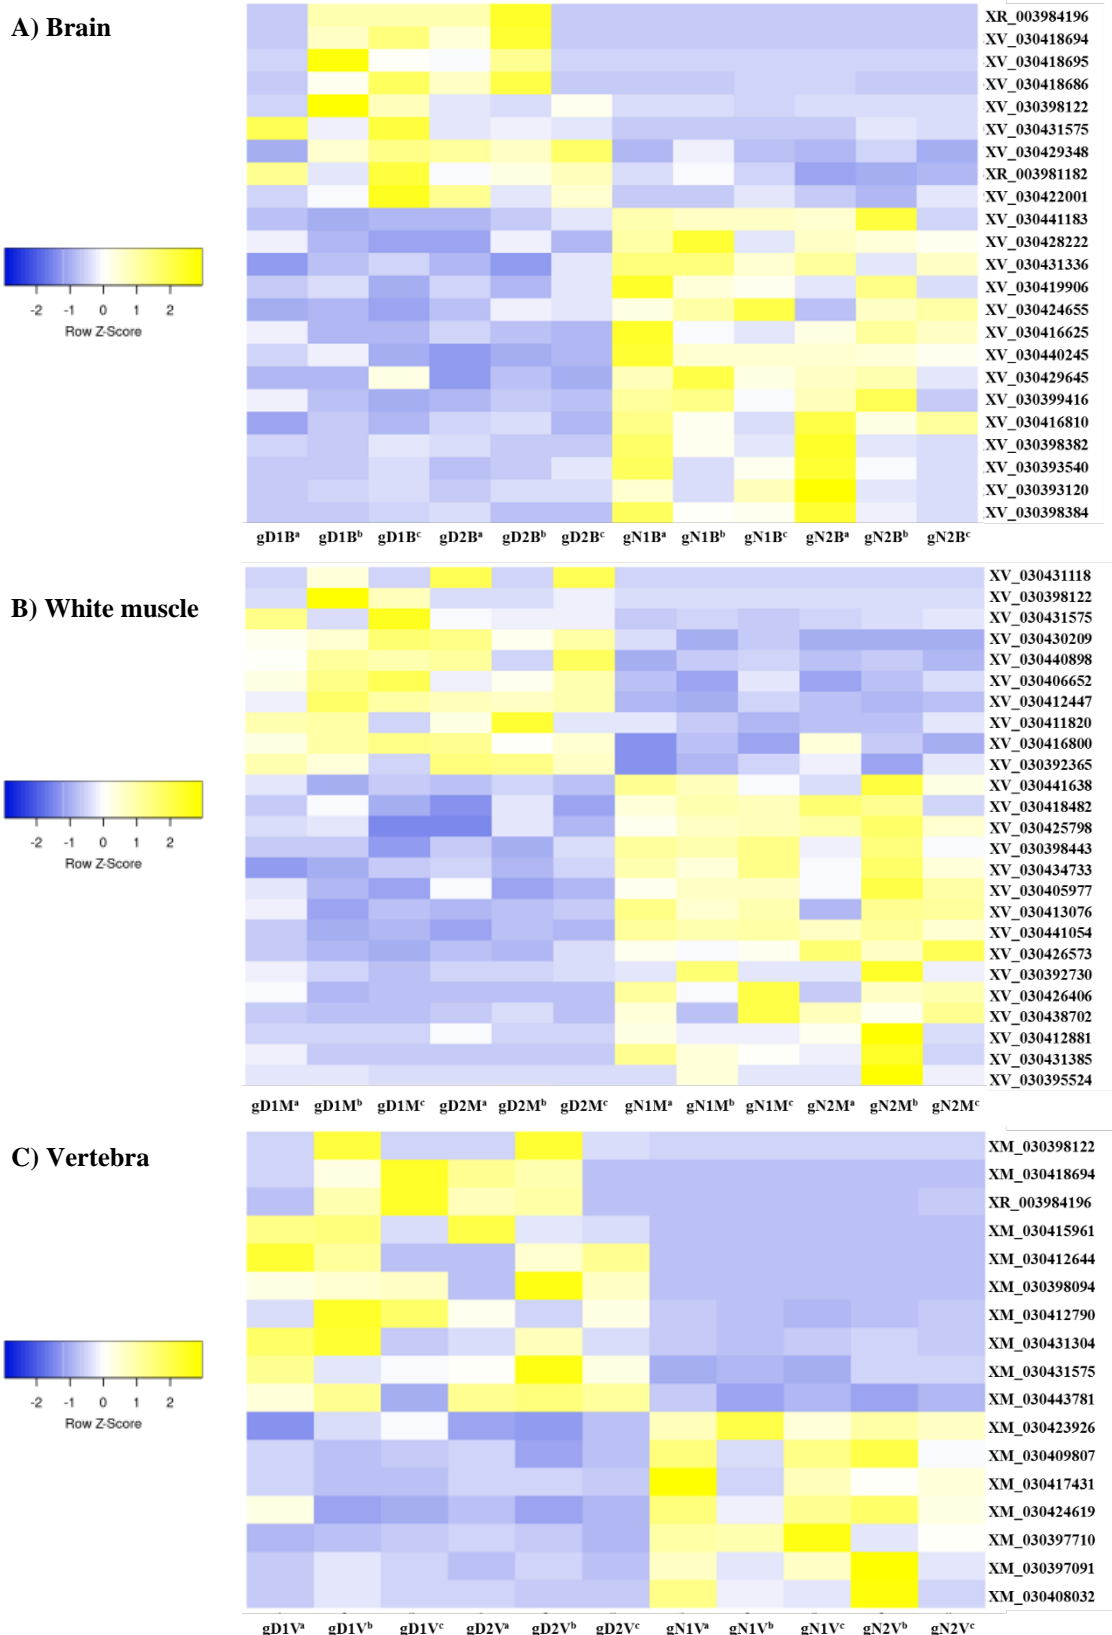 A) Brain
XR_003984196
XV_030418694
XV_030418695
XV_030418686
XV_030398122
XV_030431575
XV_030429348
XR_003981182
XV_030422001
XV_030441183
XV_030428222
XV_030431336
XV_030419906
XV_030424655
XV_030416625
XV_030440245
XV_030429645
XV_030399416
XV_030416810
XV_030398382
XV_030393540
XV_030393120
XV_030398384
-2 -1 0 1 2
Row Z-Score
gD1Bᵃ gD1Bᵇ gD1Bᶜ gD2Bᵃ gD2Bᵇ gD2Bᶜ gN1Bᵃ gN1Bᵇ gN1Bᶜ gN2Bᵃ gN2Bᵇ gN2Bᶜ
B) White muscle
XV_030431118
XV_030398122
XV_030431575
XV_030430209
XV_030440898
XV_030406652
XV_030412447
XV_030411820
XV_030416800
XV_030392365
XV_030441638
XV_030418482
XV_030425798
XV_030398443
XV_030434733
XV_030405977
XV_030413076
XV_030441054
XV_030426573
XV_030392730
XV_030426406
XV_030438702
XV_030412881
XV_030431385
XV_030395524
-2 -1 0 1 2
Row Z-Score
gD1Mᵃ gD1Mᵇ gD1Mᶜ gD2Mᵃ gD2Mᵇ gD2Mᶜ gN1Mᵃ gN1Mᵇ gN1Mᶜ gN2Mᵃ gN2Mᵇ gN2Mᶜ
C) Vertebra
XM_030398122
XM_030418694
XR_003984196
XM_030415961
XM_030412644
XM_030398094
XM_030412790
XM_030431304
XM_030431575
XM_030443781
XM_030423926
XM_030409807
XM_030417431
XM_030424619
XM_030397710
XM_030397091
XM_030408032
-2 -1 0 1 2
Row Z-Score
gD1Vᵃ gD1Vᵇ gD1Vᶜ gD2Vᵃ gD2Vᵇ gD2Vᶜ gN1Vᵃ gN1Vᵇ gN1Vᶜ gN2Vᵃ gN2Vᵇ gN2Vᶜ